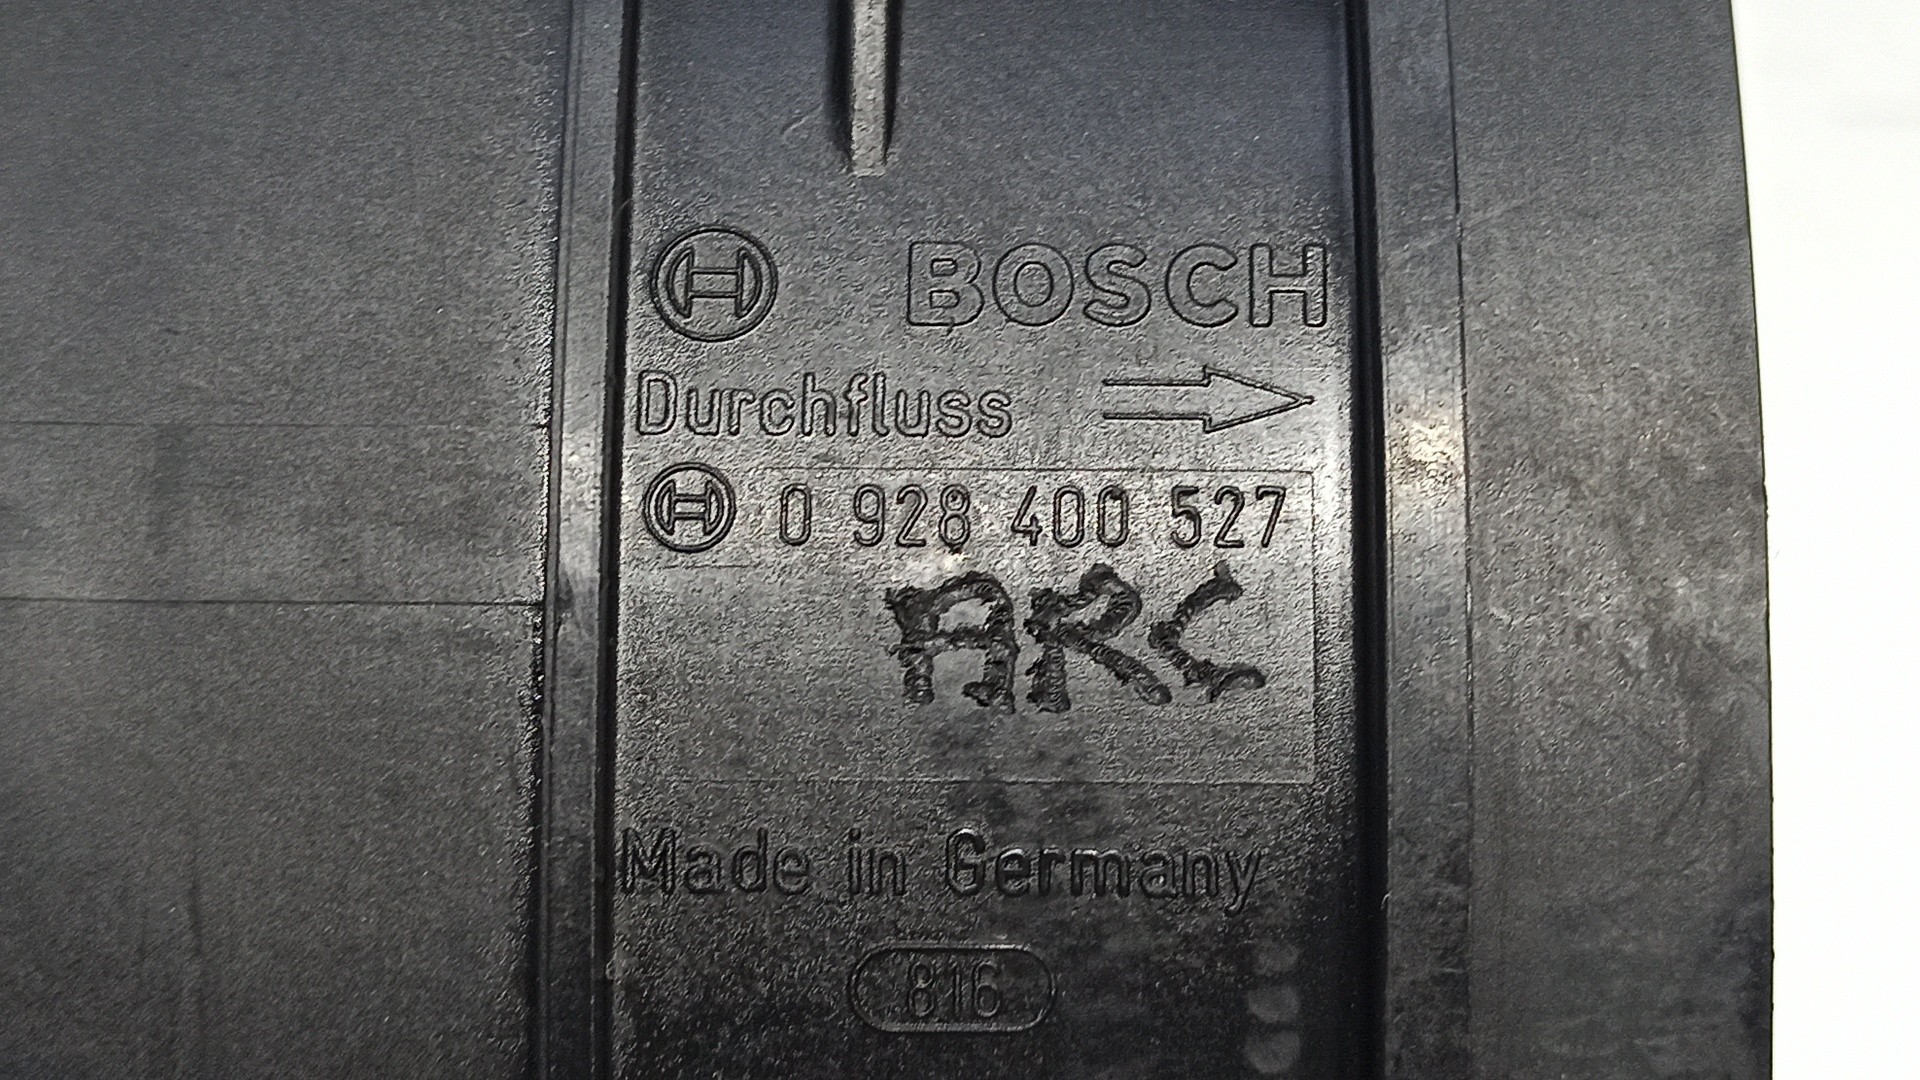 BOSCH
Durchfluss
0 928 400 527
ARC
Made in Germany
816